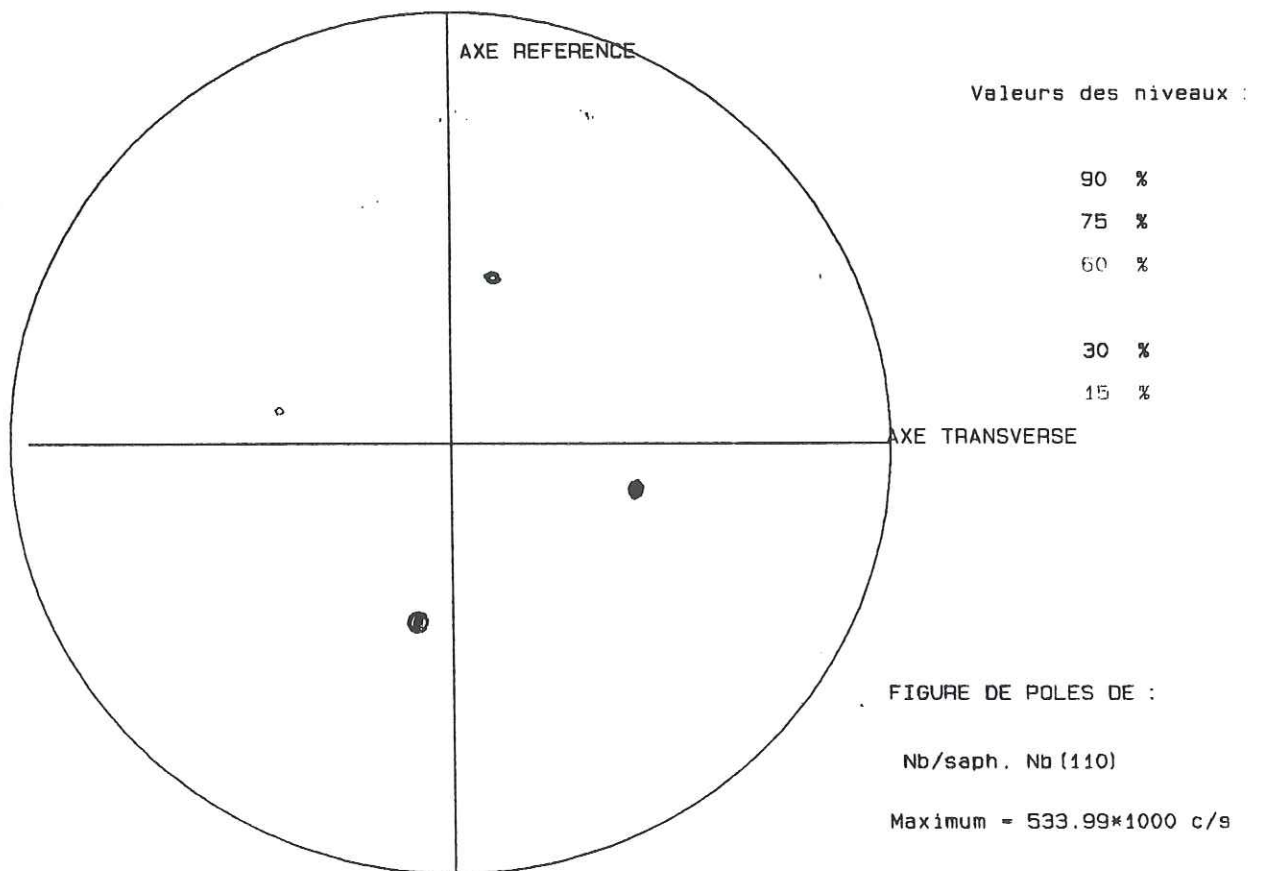 AXE REFERENCE
Valeurs des niveaux :
90 %
75 %
60 %
30 %
15 %
AXE TRANSVERSE
FIGURE DE POLES DE :
Nb/saph. Nb (110)
Maximum = 533.99*1000 c/s